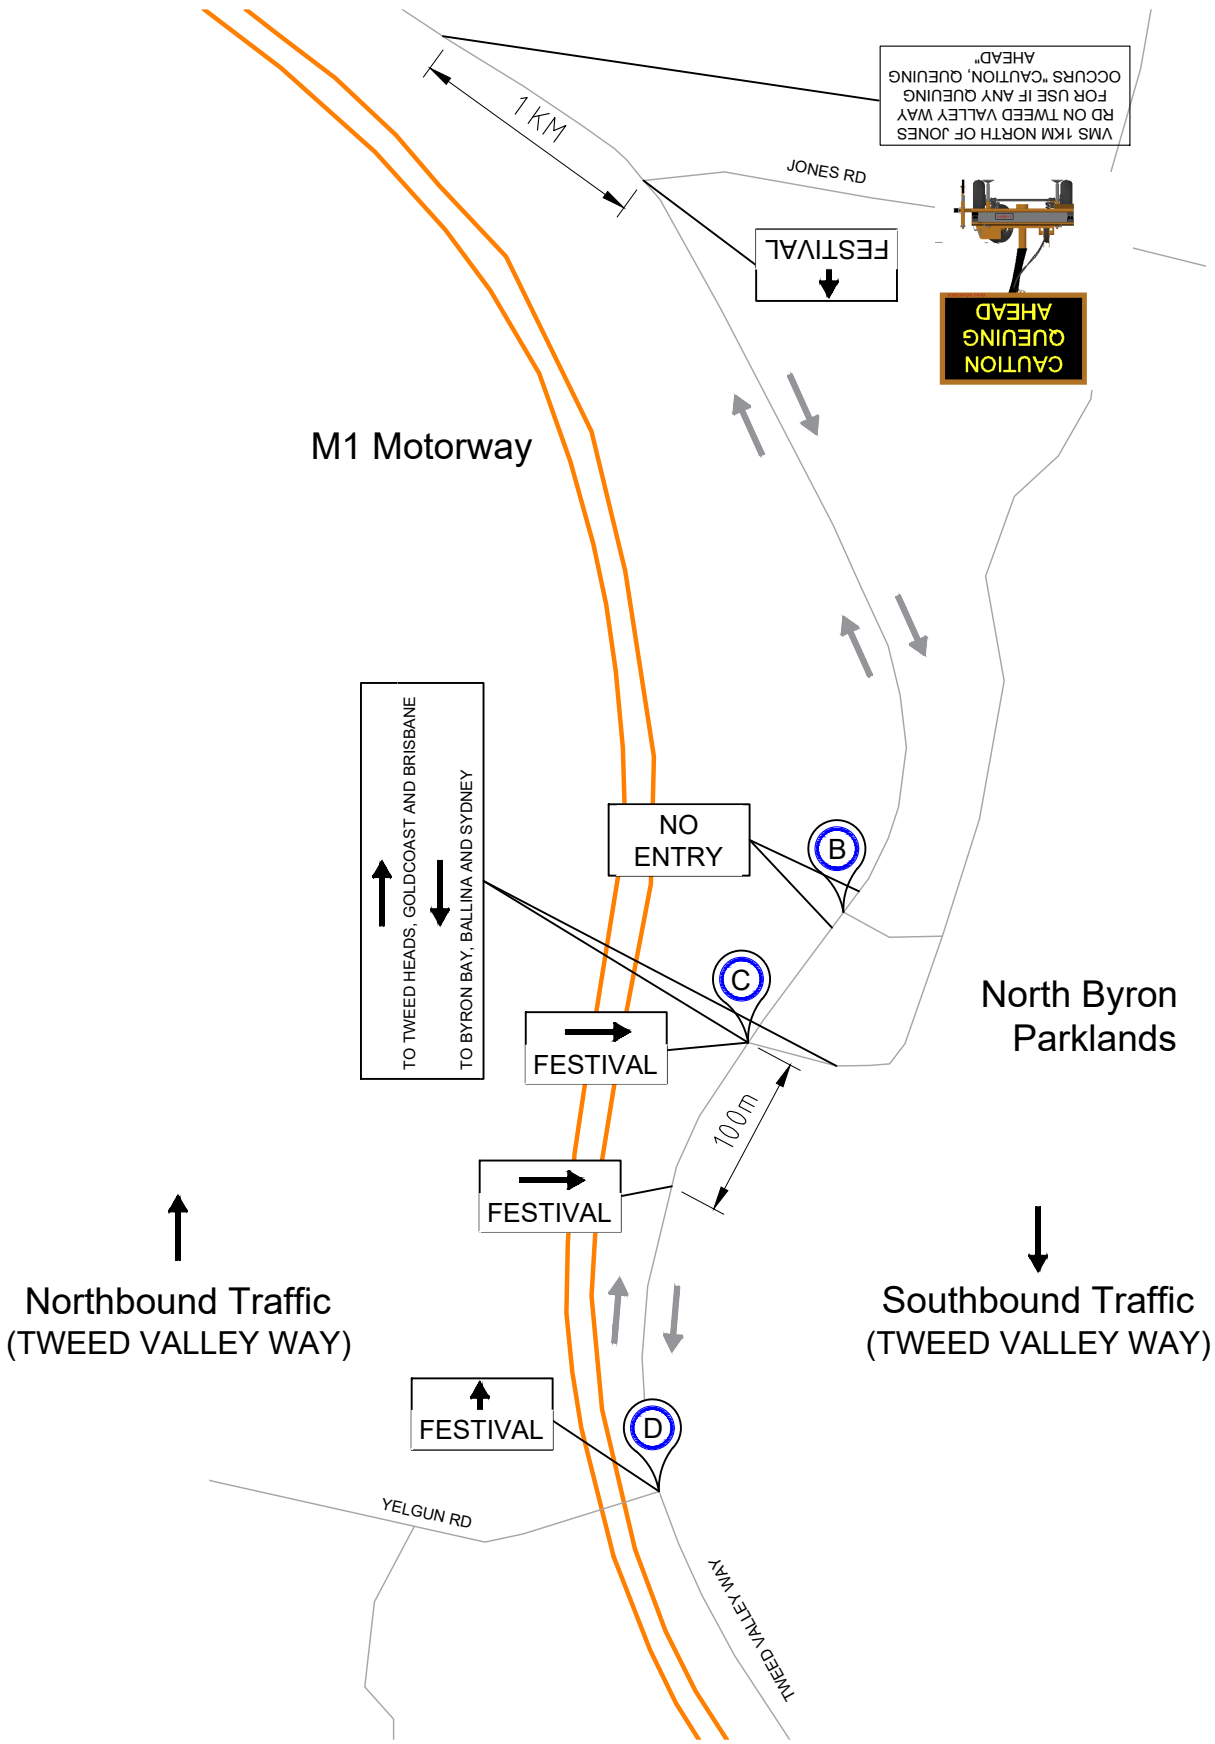 VMS 1KM NORTH OF JONES
RD ON TWEED VALLEY WAY
FOR USE IF ANY QUEUING
OCCURS "CAUTION, QUEUING
AHEAD"
1KM
JONES RD
FESTIVAL
CAUTION
QUEUING
AHEAD
M1 Motorway
TO TWEED HEADS, GOLDCOAST AND BRISBANE
TO BYRON BAY, BALLINA AND SYDNEY
NO
ENTRY
B
C
North Byron
Parklands
FESTIVAL
100m
FESTIVAL
Northbound Traffic
(TWEED VALLEY WAY)
Southbound Traffic
(TWEED VALLEY WAY)
FESTIVAL
D
YELGUN RD
TWEED VALLEY WAY